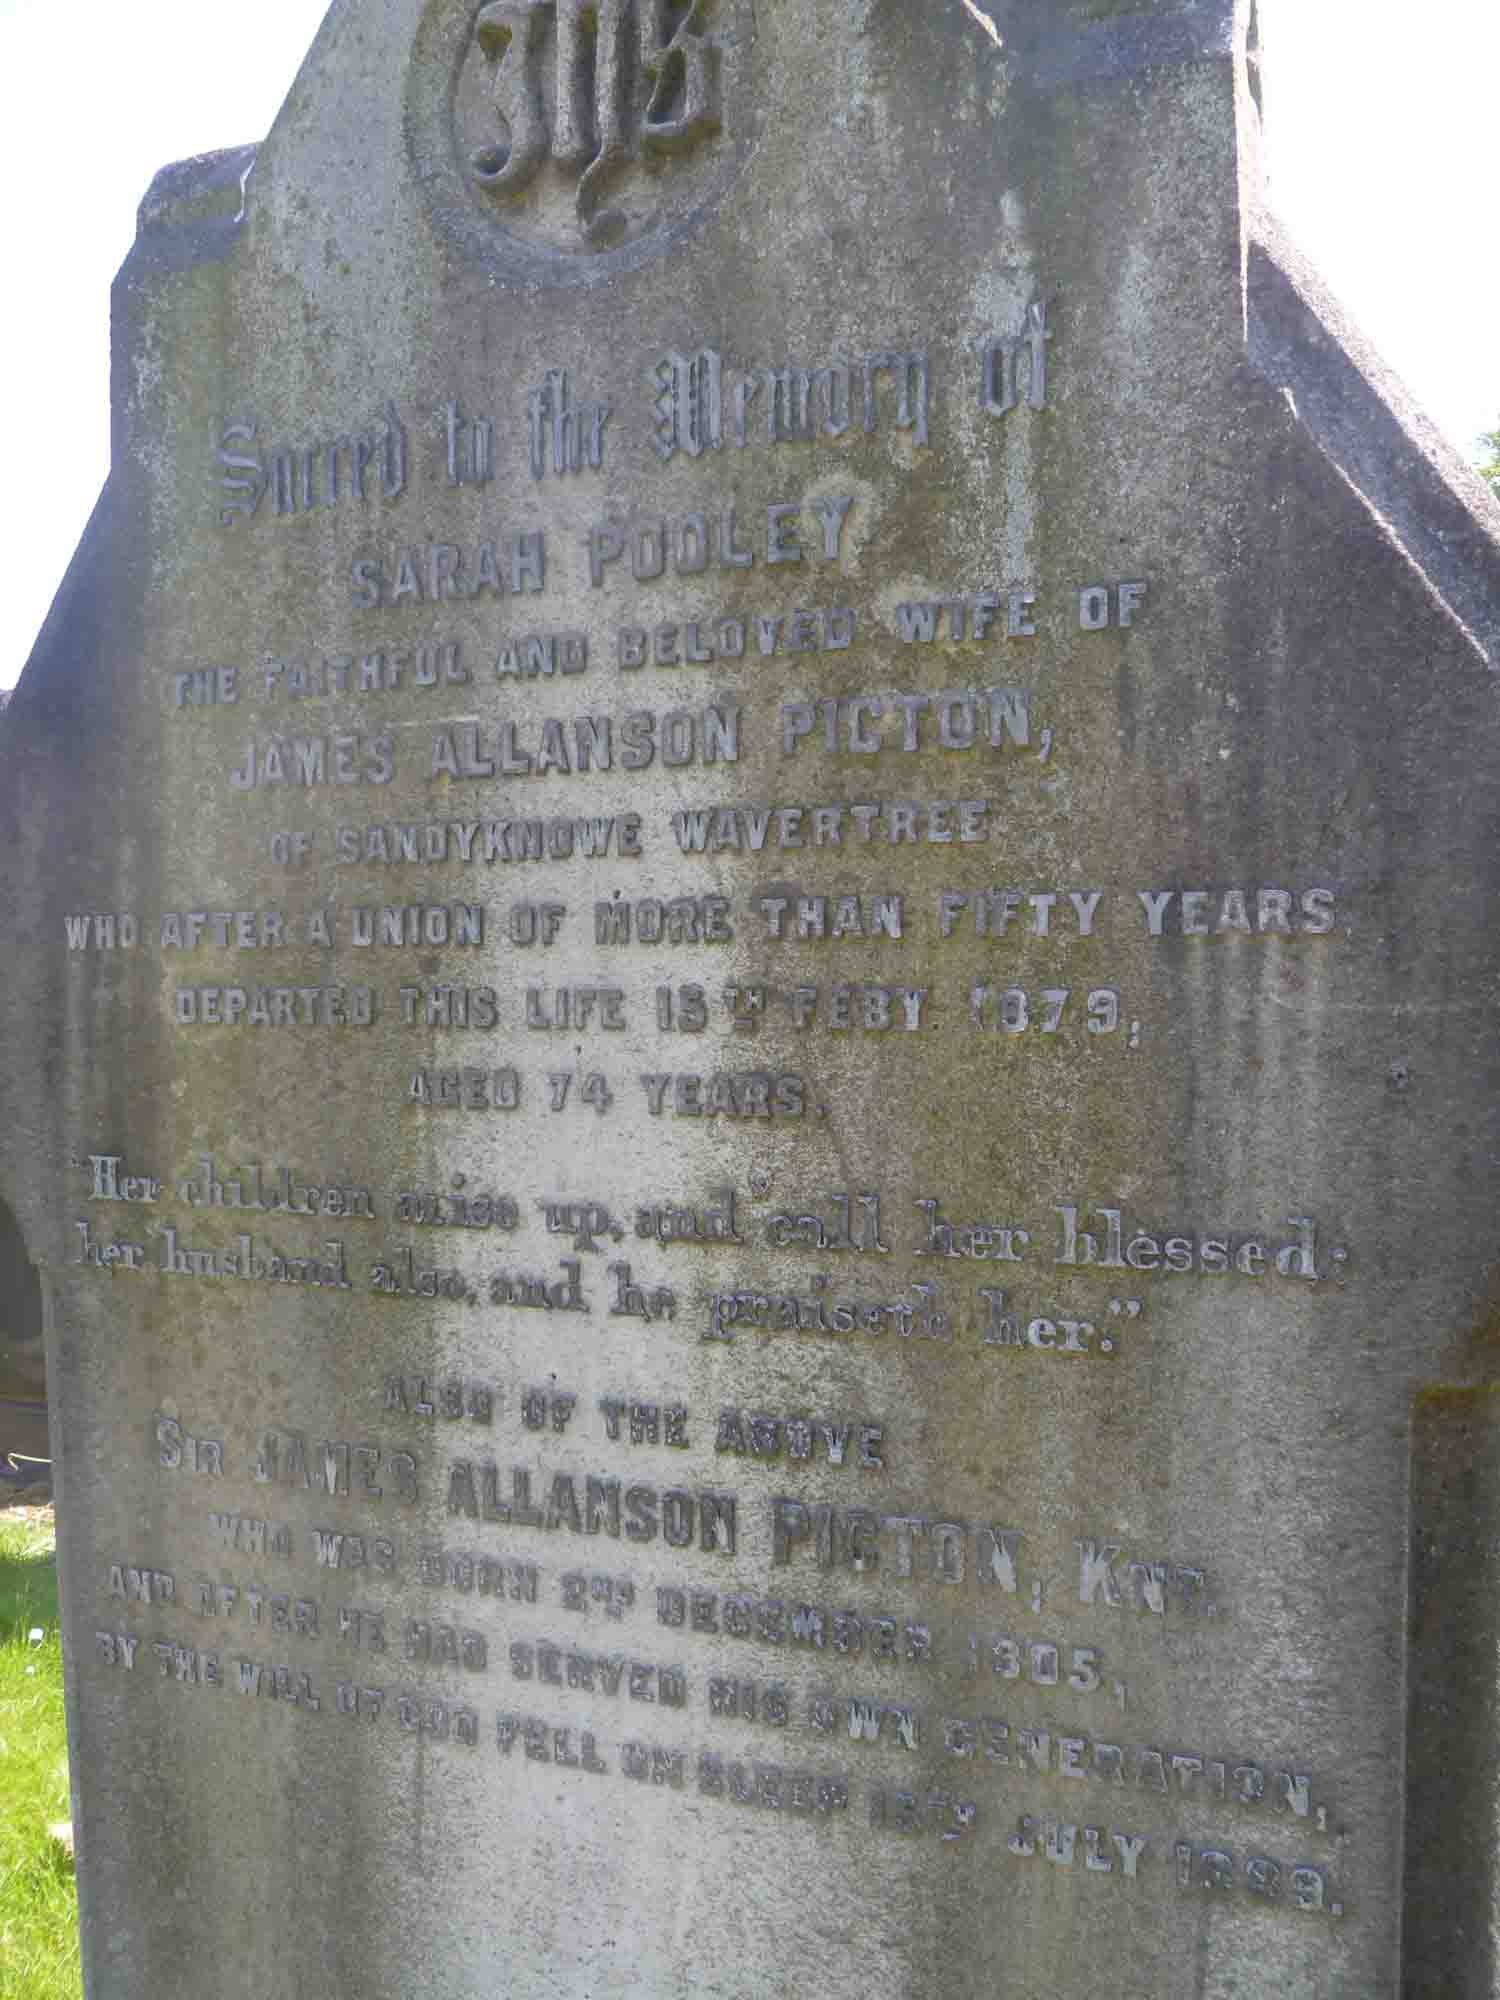 Sacred to the Memory of
SARAH POOLEY
THE FAITHFUL AND BELOVED WIFE OF
JAMES ALLANSON PICTON,
OF SANDYKNOWE WAVERTREE
WHO AFTER A UNION OF MORE THAN FIFTY YEARS
DEPARTED THIS LIFE 15TH FEBY 1879,
AGED 74 YEARS.
"Her children arise up, and call her blessed:
her husband also, and he praiseth her."
ALSO OF THE ABOVE
SIR JAMES ALLANSON PICTON, KNT.
WHO WAS BORN 2ND DECEMBER 1805,
AND AFTER HE HAD SERVED HIS OWN GENERATION,
BY THE WILL OF GOD FELL ON SLEEP 15TH JULY 1889.